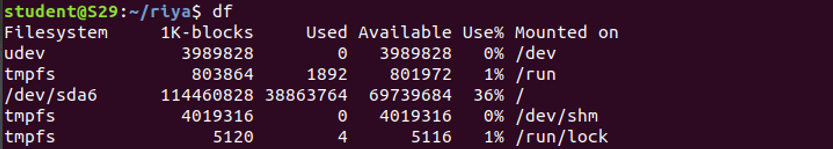 student@S29:~/riya$ df
Filesystem     1K-blocks     Used Available Use% Mounted on
udev             3989828        0   3989828   0% /dev
tmpfs             803864     1892    801972   1% /run
/dev/sda6      114460828 38863764  69739684  36% /
tmpfs            4019316        0   4019316   0% /dev/shm
tmpfs               5120        4      5116   1% /run/lock